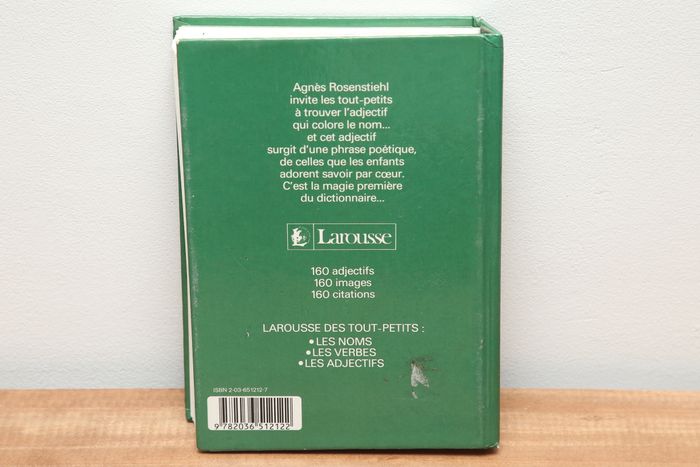 Agnès Rosenstiehl
invite les tout-petits
à trouver l'adjectif
qui colore le nom...
et cet adjectif
surgit d'une phrase poétique,
de celles que les enfants
adorent savoir par cœur.
C'est la magie première
du dictionnaire...
Larousse
160 adjectifs
160 images
160 citations
LAROUSSE DES TOUT-PETITS :
• LES NOMS
• LES VERBES
• LES ADJECTIFS
ISBN 2-03-651212-7
9 782036 512122